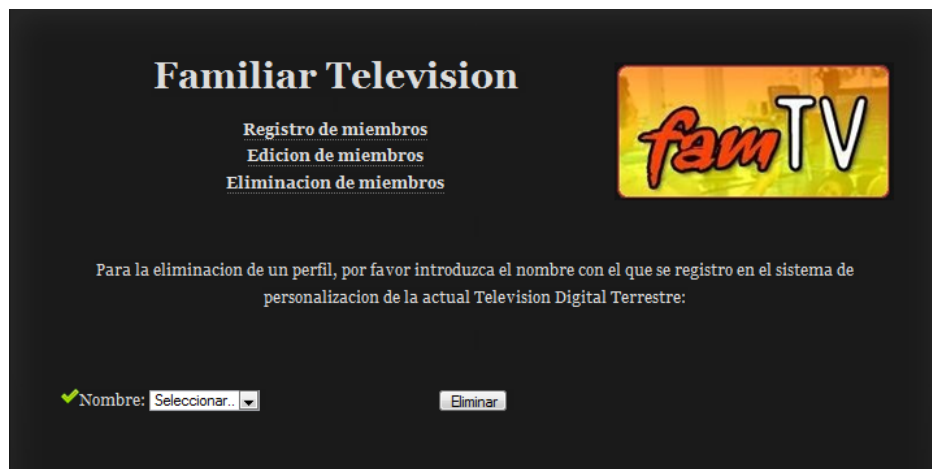 Familiar Television
famTV
Registro de miembros
Edicion de miembros
Eliminacion de miembros
Para la eliminacion de un perfil, por favor introduzca el nombre con el que se registro en el sistema de
personalizacion de la actual Television Digital Terrestre:
Nombre: Seleccionar.. Eliminar